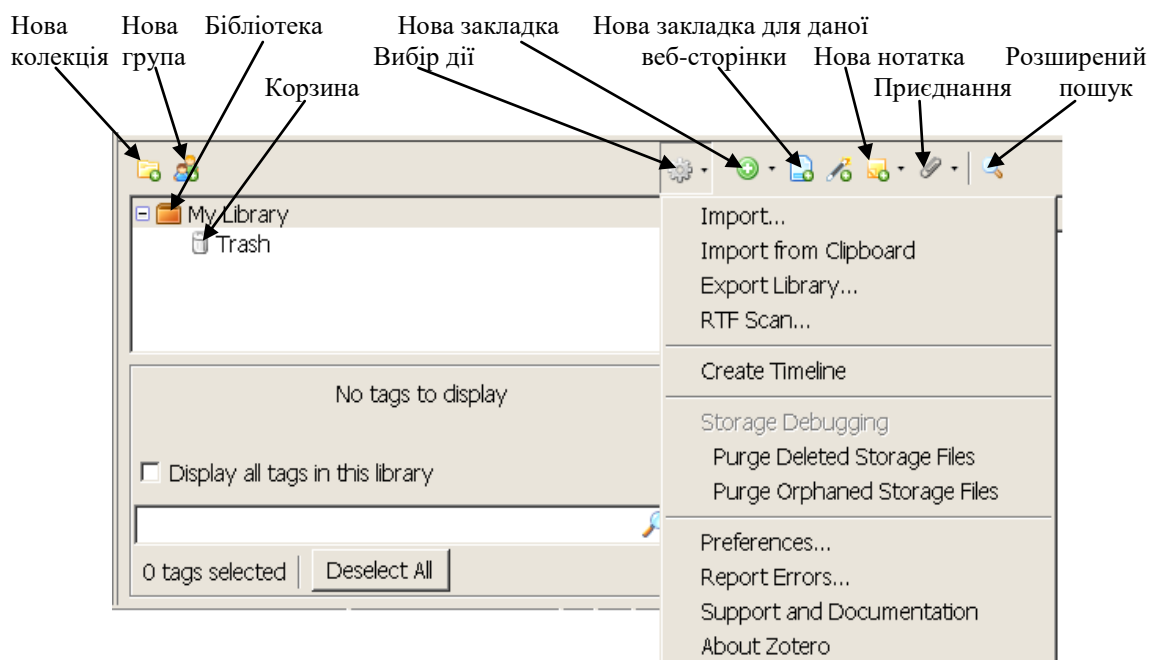 Нова Нова Бібліотека Нова закладка Нова закладка для даної
колекція група Вибір дії веб-сторінки Нова нотатка Розширений
Корзина Приєднання пошук
My Library
Trash
No tags to display
Display all tags in this library
0 tags selected Deselect All
Import...
Import from Clipboard
Export Library...
RTF Scan...
Create Timeline
Storage Debugging
Purge Deleted Storage Files
Purge Orphaned Storage Files
Preferences...
Report Errors...
Support and Documentation
About Zotero